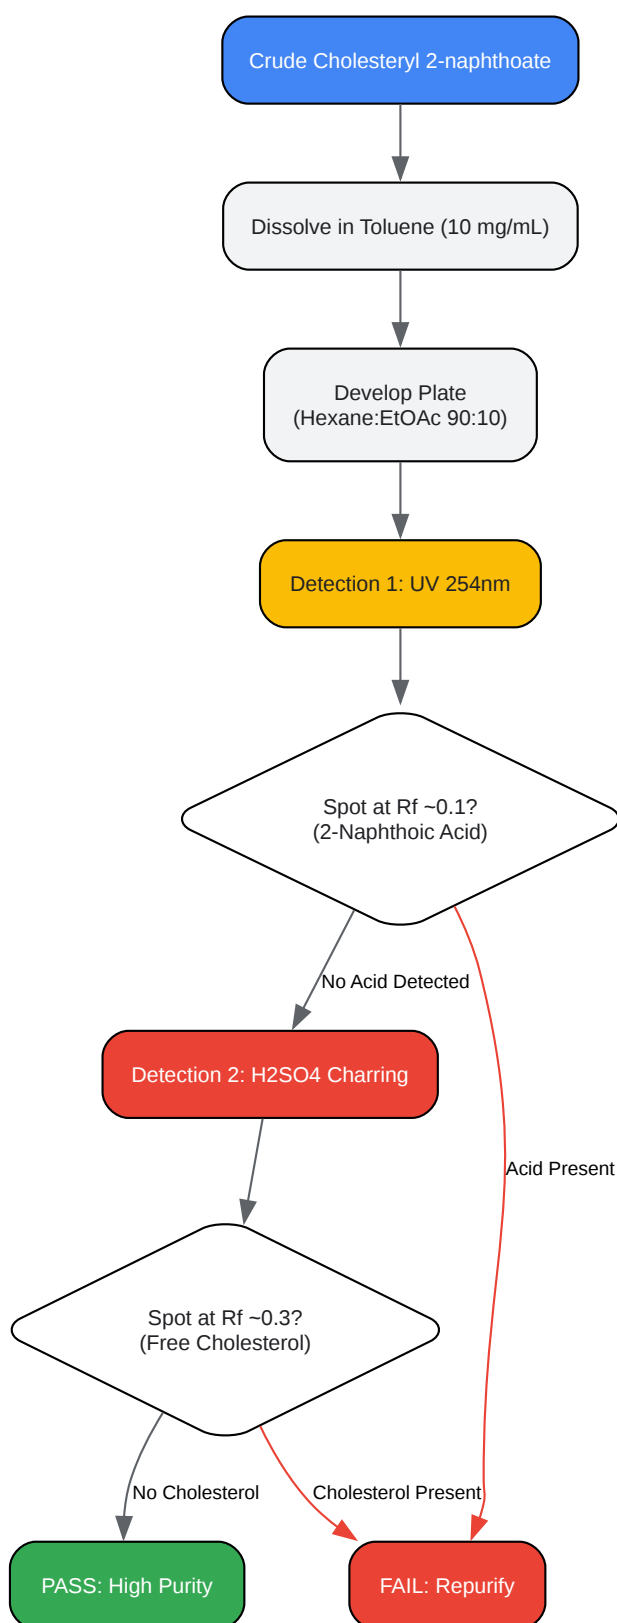 Crude Cholesteryl 2-naphthoate
Dissolve in Toluene (10 mg/mL)
Develop Plate
(Hexane:EtOAc 90:10)
Detection 1: UV 254nm
Spot at Rf ~0.1?
(2-Naphthoic Acid)
No Acid Detected
Detection 2: H2SO4 Charring
Acid Present
Spot at Rf ~0.3?
(Free Cholesterol)
No Cholesterol
Cholesterol Present
PASS: High Purity
FAIL: Repurify